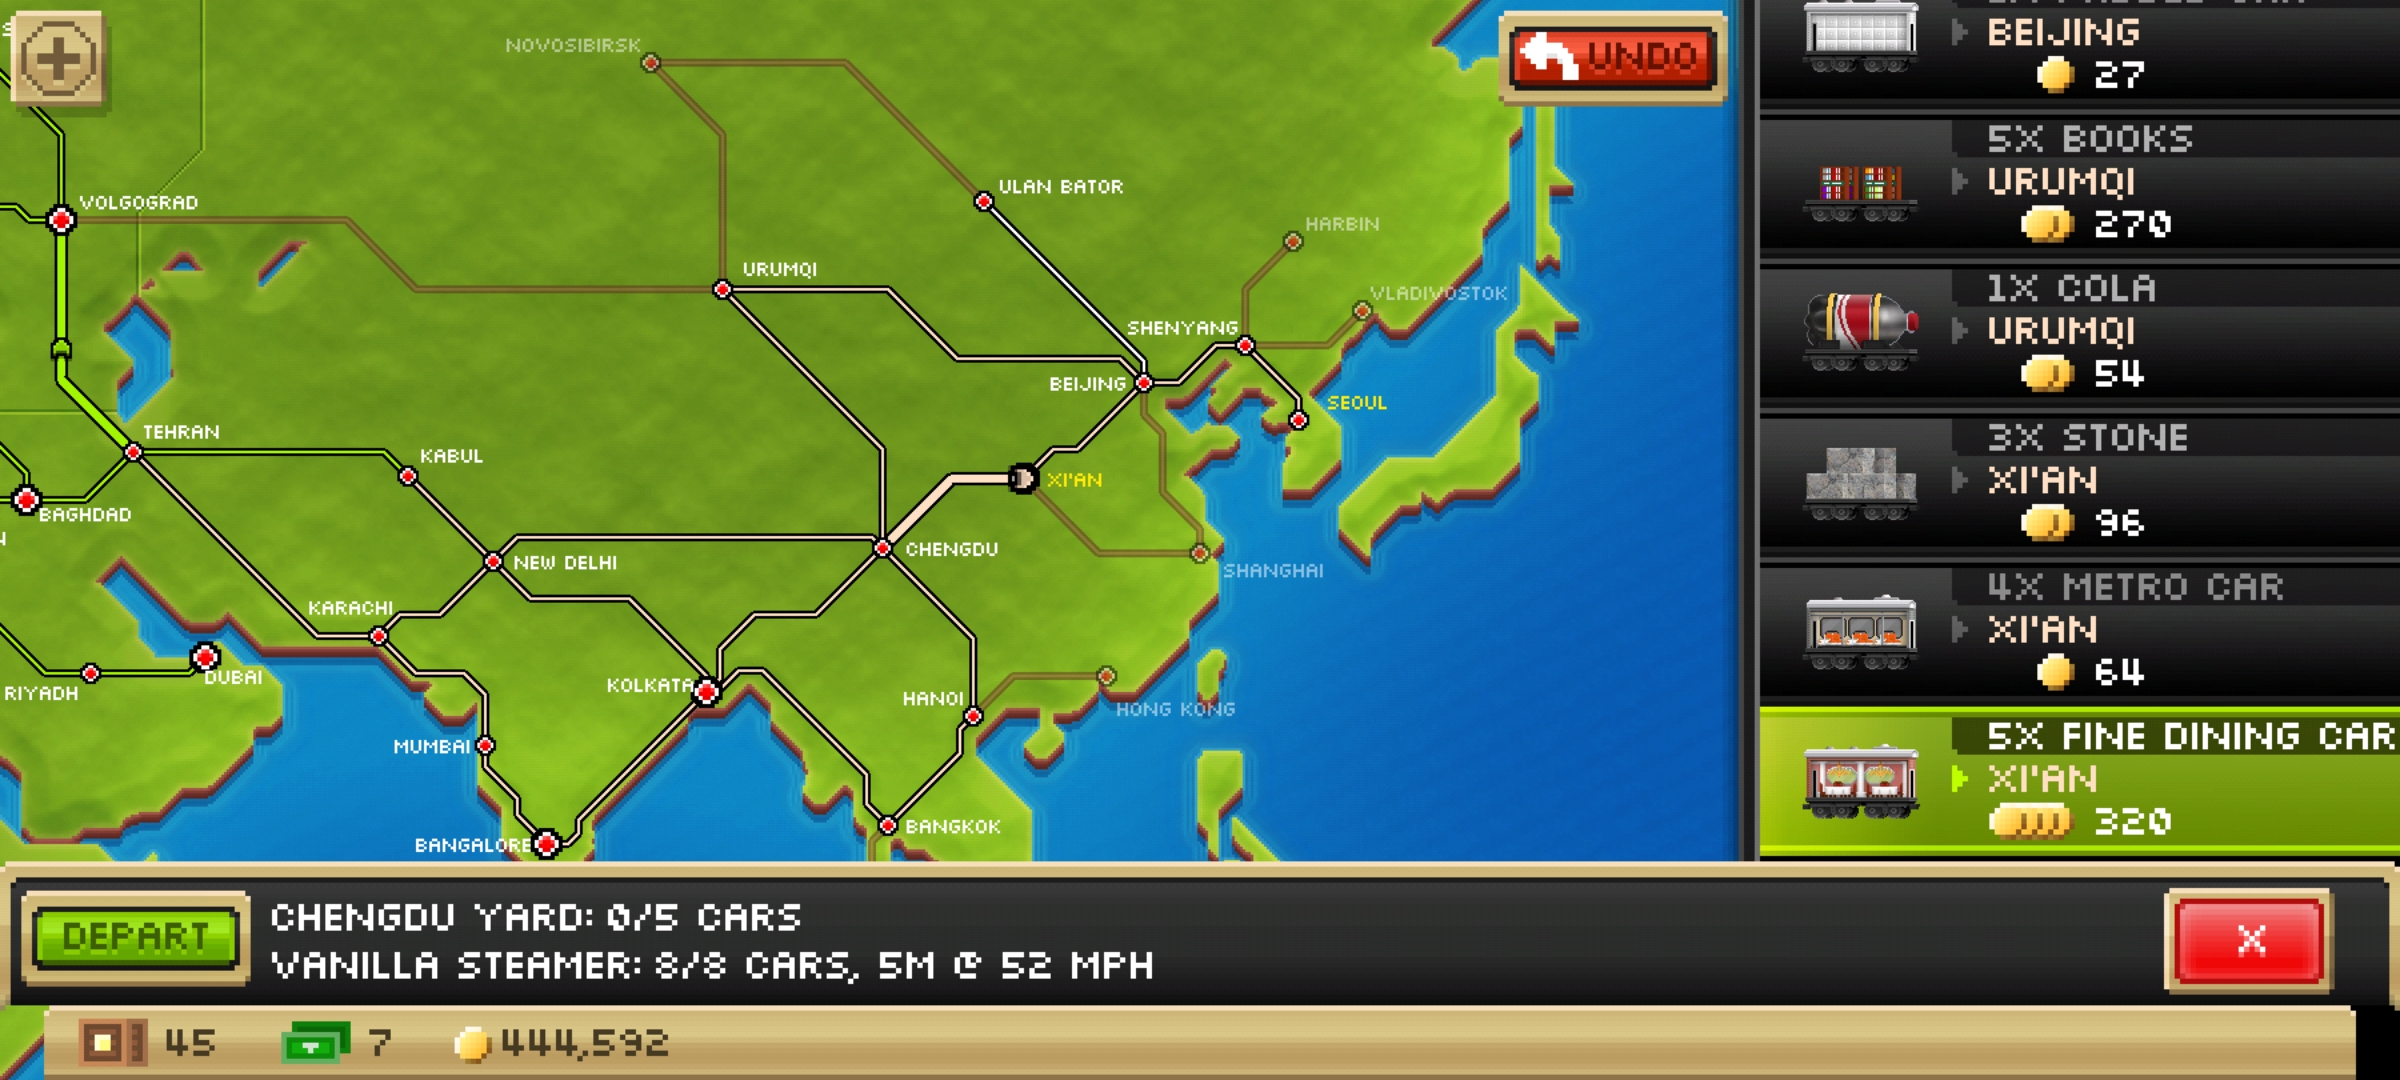 NOVOSIBIRSK
UNDO
VOLGOGRAD
ULAN BATOR
HARBIN
URUMQI
VLADIVOSTOK
SHENYANG
BEIJING
SEOUL
TEHRAN
KABUL
XI'AN
BAGHDAD
CHENGDU
NEW DELHI
SHANGHAI
KARACHI
DUBAI
RIYADH
KOLKATA
HANOI
HONG KONG
MUMBAI
BANGKOK
BANGALORE
BEIJING
27
5X BOOKS
URUMQI
270
1X COLA
URUMQI
54
3X STONE
XI'AN
96
4X METRO CAR
XI'AN
64
5X FINE DINING CAR
XI'AN
320
DEPART
CHENGDU YARD: 0/5 CARS
VANILLA STEAMER: 8/8 CARS, 5M @ 52 MPH
X
45
7
444,592